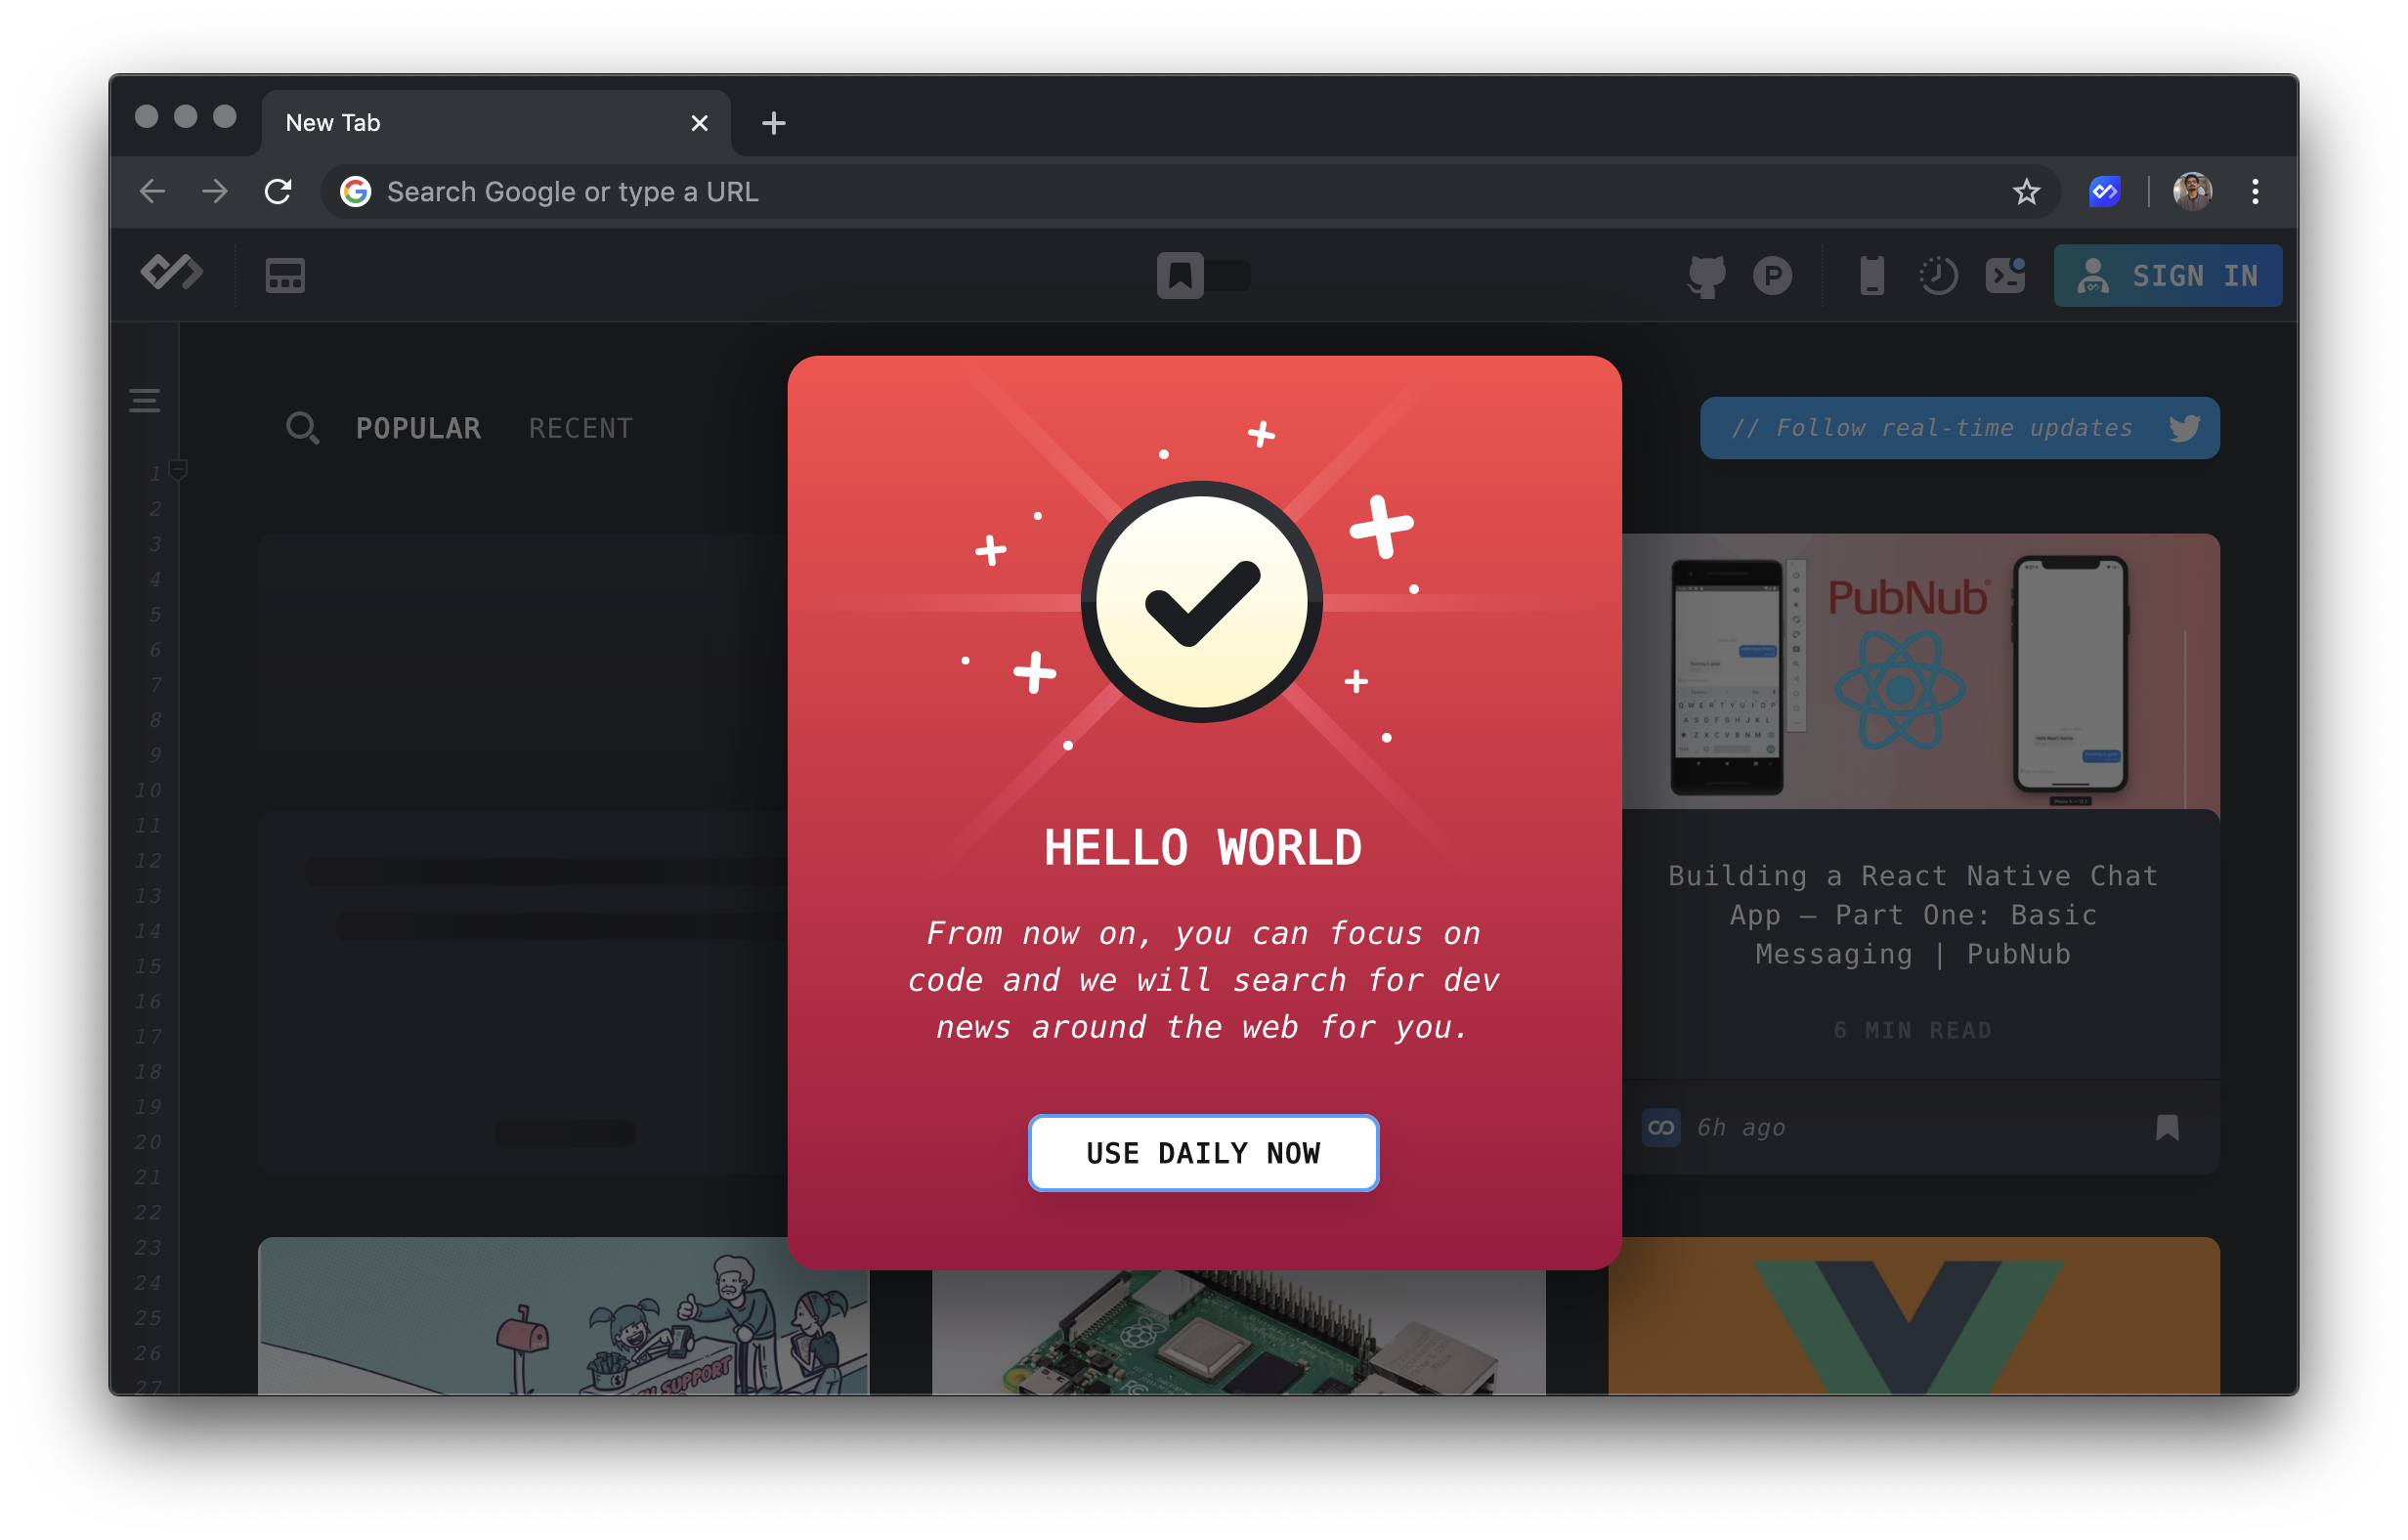 New Tab
Search Google or type a URL
SIGN IN
POPULAR
RECENT
// Follow real-time updates
1
2
3
4
5
6
7
8
9
10
11
12
13
14
15
16
17
18
19
20
21
22
23
24
25
26
27
HELLO WORLD
From now on, you can focus on
code and we will search for dev
news around the web for you.
USE DAILY NOW
PubNub
Building a React Native Chat
App — Part One: Basic
Messaging | PubNub
6 MIN READ
6h ago
SUPPORT